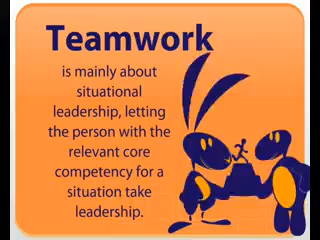 Teamwork
is mainly about
situational
leadership, letting
the person with the
relevant core
competency for a
situation take
leadership.